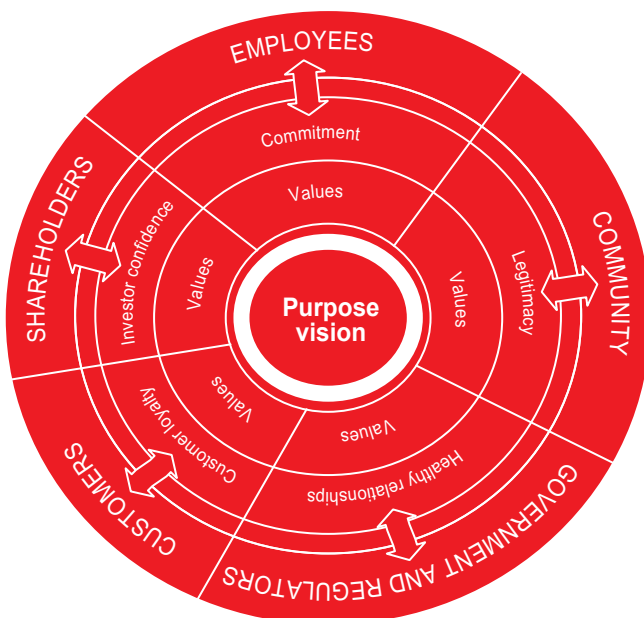 EMPLOYEES
Commitment
Values
COMMUNITY
Legitimacy
Values
GOVERNMENT AND REGULATORS
Healthy relationships
Values
CUSTOMERS
Customer loyalty
Values
SHAREHOLDERS
Investor confidence
Values
Purpose
vision